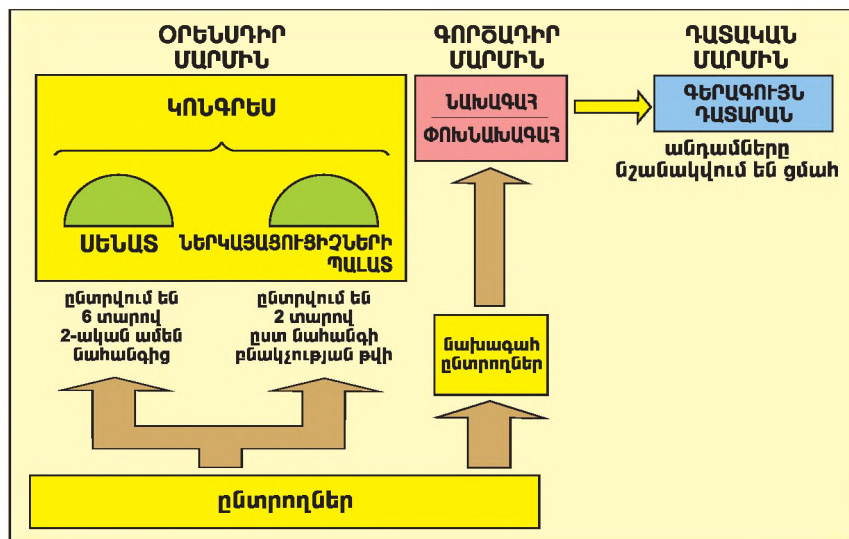 ՕՐԵՆՍԴԻՐ
ՄԱՐՄԻՆ
ԿՈՆԳՐԵՍ
ՍԵՆԱՏ
ՆԵՐԿԱՅԱՑՈՒՑԻՉՆԵՐԻ
ՊԱԼԱՏ
ընտրվում են
6 տարով
2-ական ամեն
նահանգից
ընտրվում են
2 տարով
ըստ նահանգի
բնակչության թվի
ԳՈՐԾԱԴԻՐ
ՄԱՐՄԻՆ
ՆԱԽԱԳԱՀ
ՓՈԽՆԱԽԱԳԱՀ
նախագահ
ընտրողներ
ԴԱՏԱԿԱՆ
ՄԱՐՄԻՆ
ԳԵՐԱԳՈՒՅՆ
ԴԱՏԱՐԱՆ
անդամները
նշանակվում են ցմահ
ընտրողներ